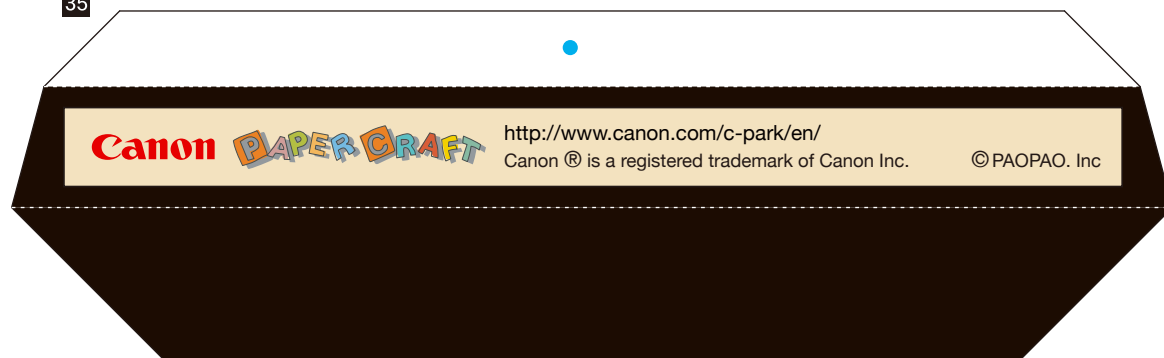 35
Canon PAPER CRAFT
http://www.canon.com/c-park/en/
Canon ® is a registered trademark of Canon Inc.
© PAOPAO. Inc